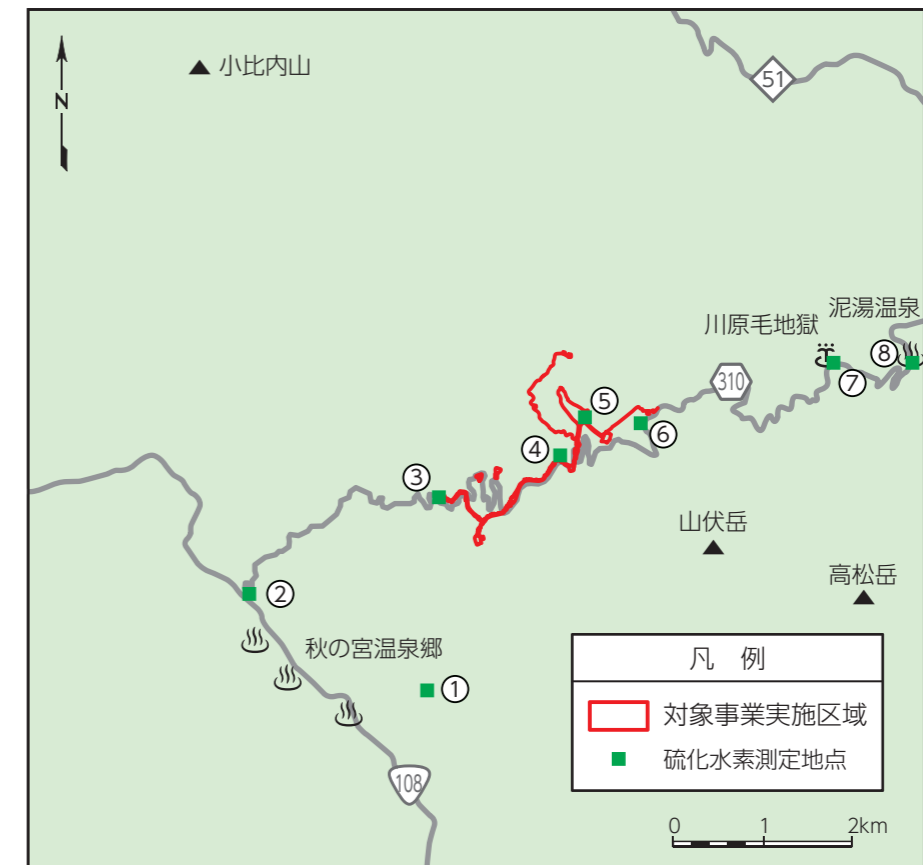 小比内山
51
N
泥湯温泉
川原毛地獄
⑧
⑦
310
⑤
⑥
④
③
山伏岳
高松岳
②
秋の宮温泉郷
①
108
凡 例
対象事業実施区域
硫化水素測定地点
0 1 2km